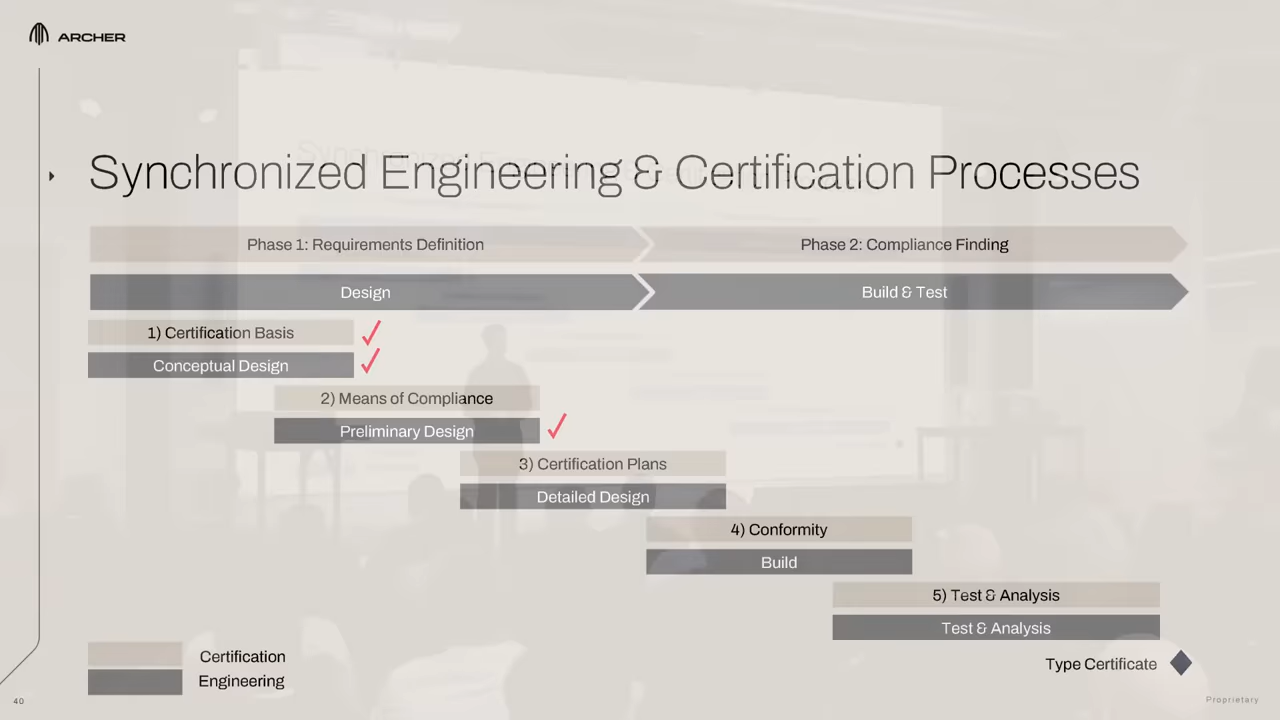 ARCHER
Synchronized Engineering & Certification Processes
Phase 1: Requirements Definition
Phase 2: Compliance Finding
Design
Build & Test
1) Certification Basis
Conceptual Design
2) Means of Compliance
Preliminary Design
3) Certification Plans
Detailed Design
4) Conformity
Build
5) Test & Analysis
Test & Analysis
Type Certificate
Certification
Engineering
40
Proprietary